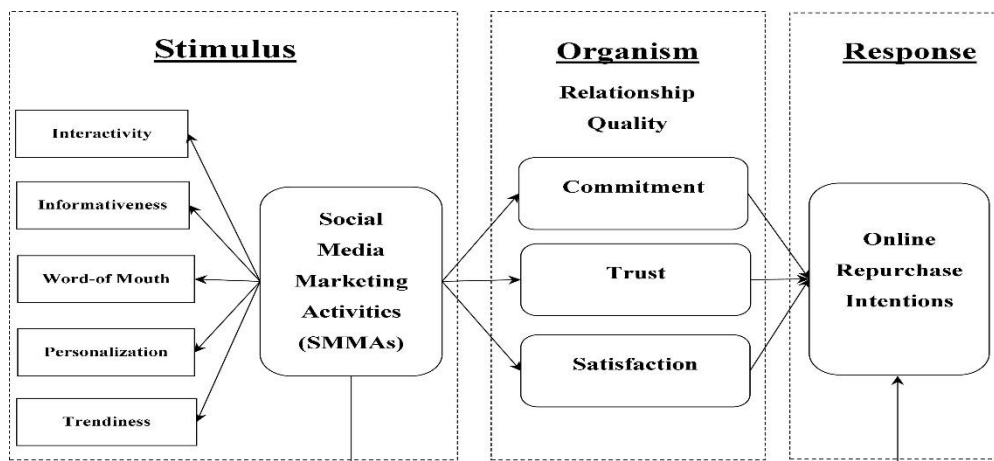 Stimulus
Interactivity
Informativeness
Word-of Mouth
Personalization
Trendiness
Social
Media
Marketing
Activities
(SMMAs)
Organism
Relationship
Quality
Commitment
Trust
Satisfaction
Response
Online
Repurchase
Intentions